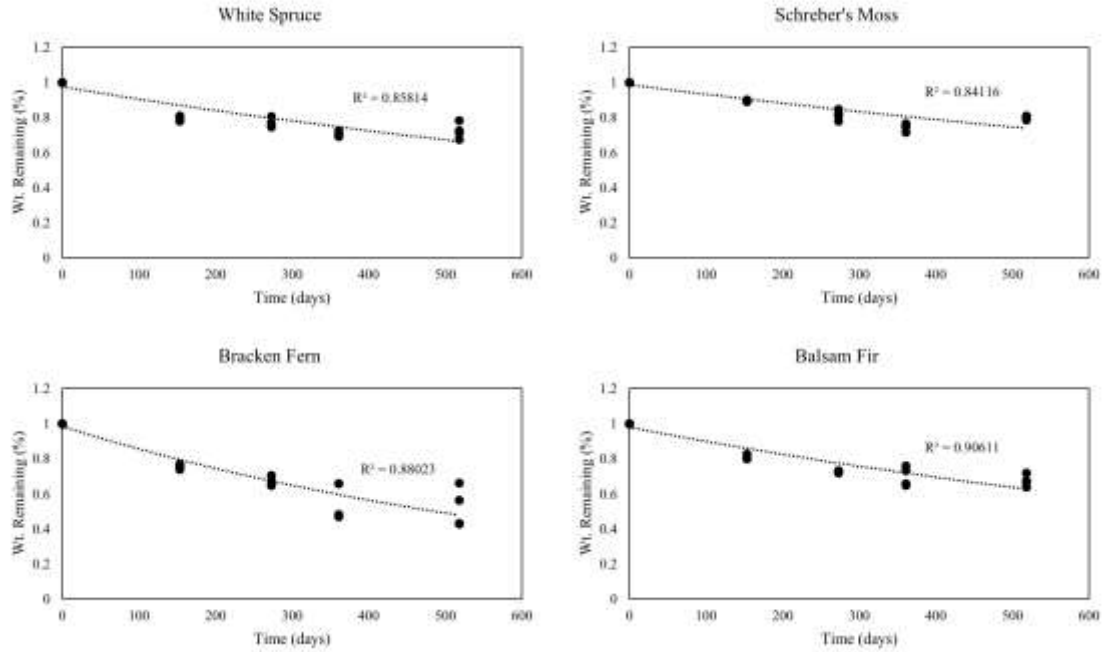 White Spruce
1.2
1
0.8
0.6
0.4
0.2
0
Wt. Remaining (%)
R² = 0.85814
0 100 200 300 400 500 600
Time (days)
Schreber's Moss
1.2
1
0.8
0.6
0.4
0.2
0
Wt. Remaining (%)
R² = 0.84116
0 100 200 300 400 500 600
Time (days)
Bracken Fern
1.2
1
0.8
0.6
0.4
0.2
0
Wt. Remaining (%)
R² = 0.88023
0 100 200 300 400 500 600
Time (days)
Balsam Fir
1.2
1
0.8
0.6
0.4
0.2
0
Wt. Remaining (%)
R² = 0.90611
0 100 200 300 400 500 600
Time (days)